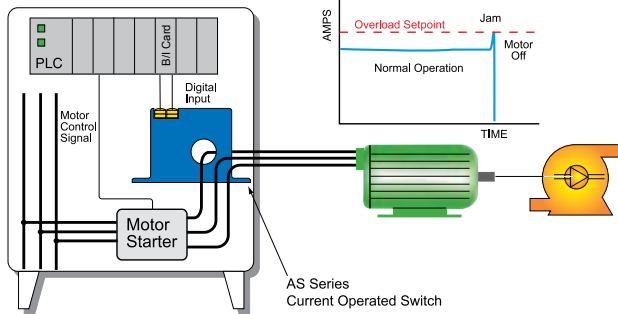 PLC
B/I Card
Digital
Input
Motor
Control
Signal
Motor
Starter
AS Series
Current Operated Switch
AMPS
Overload Setpoint
Jam
Motor
Off
Normal Operation
TIME